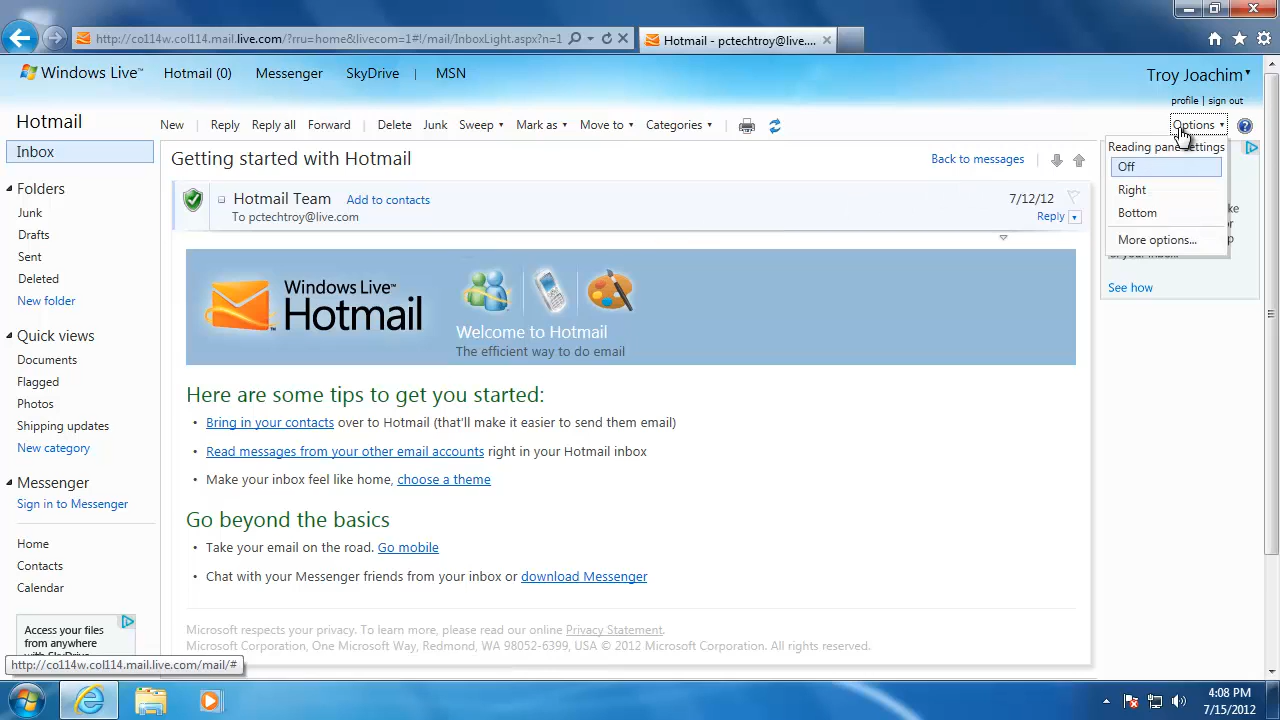 http://co114w.col114.mail.live.com/?rru=home&livecom=1#!/mail/InboxLight.aspx?n=1
Hotmail - pctechtroy@live....
Windows Live™
Hotmail (0)
Messenger
SkyDrive
|
MSN
Troy Joachim
profile | sign out
Hotmail
New
Reply
Reply all
Forward
Delete
Junk
Sweep
Mark as
Move to
Categories
Options
Inbox
Getting started with Hotmail
Back to messages
Reading pane settings
Off
Right
Bottom
More options...
of your inbox.
See how
Folders
Junk
Drafts
Sent
Deleted
New folder
Hotmail Team
Add to contacts
7/12/12
To pctechtroy@live.com
Reply
Windows Live™
Hotmail
Welcome to Hotmail
The efficient way to do email
Quick views
Documents
Flagged
Photos
Shipping updates
New category
Here are some tips to get you started:
• Bring in your contacts over to Hotmail (that'll make it easier to send them email)
• Read messages from your other email accounts right in your Hotmail inbox
• Make your inbox feel like home, choose a theme
Messenger
Sign in to Messenger
Go beyond the basics
• Take your email on the road. Go mobile
• Chat with your Messenger friends from your inbox or download Messenger
Home
Contacts
Calendar
Access your files
from anywhere
with SkyDrive
Microsoft respects your privacy. To learn more, please read our online Privacy Statement.
Microsoft Corporation, One Microsoft Way, Redmond, WA 98052-6399, USA © 2012 Microsoft Corporation. All rights reserved.
http://co114w.col114.mail.live.com/mail/#
4:08 PM
7/15/2012